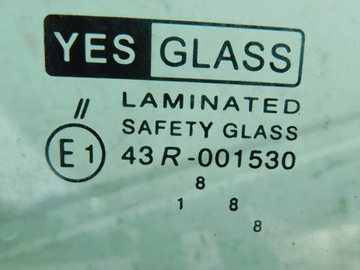 YES GLASS
// LAMINATED
SAFETY GLASS
E1 43R-001530
8
1 8
8